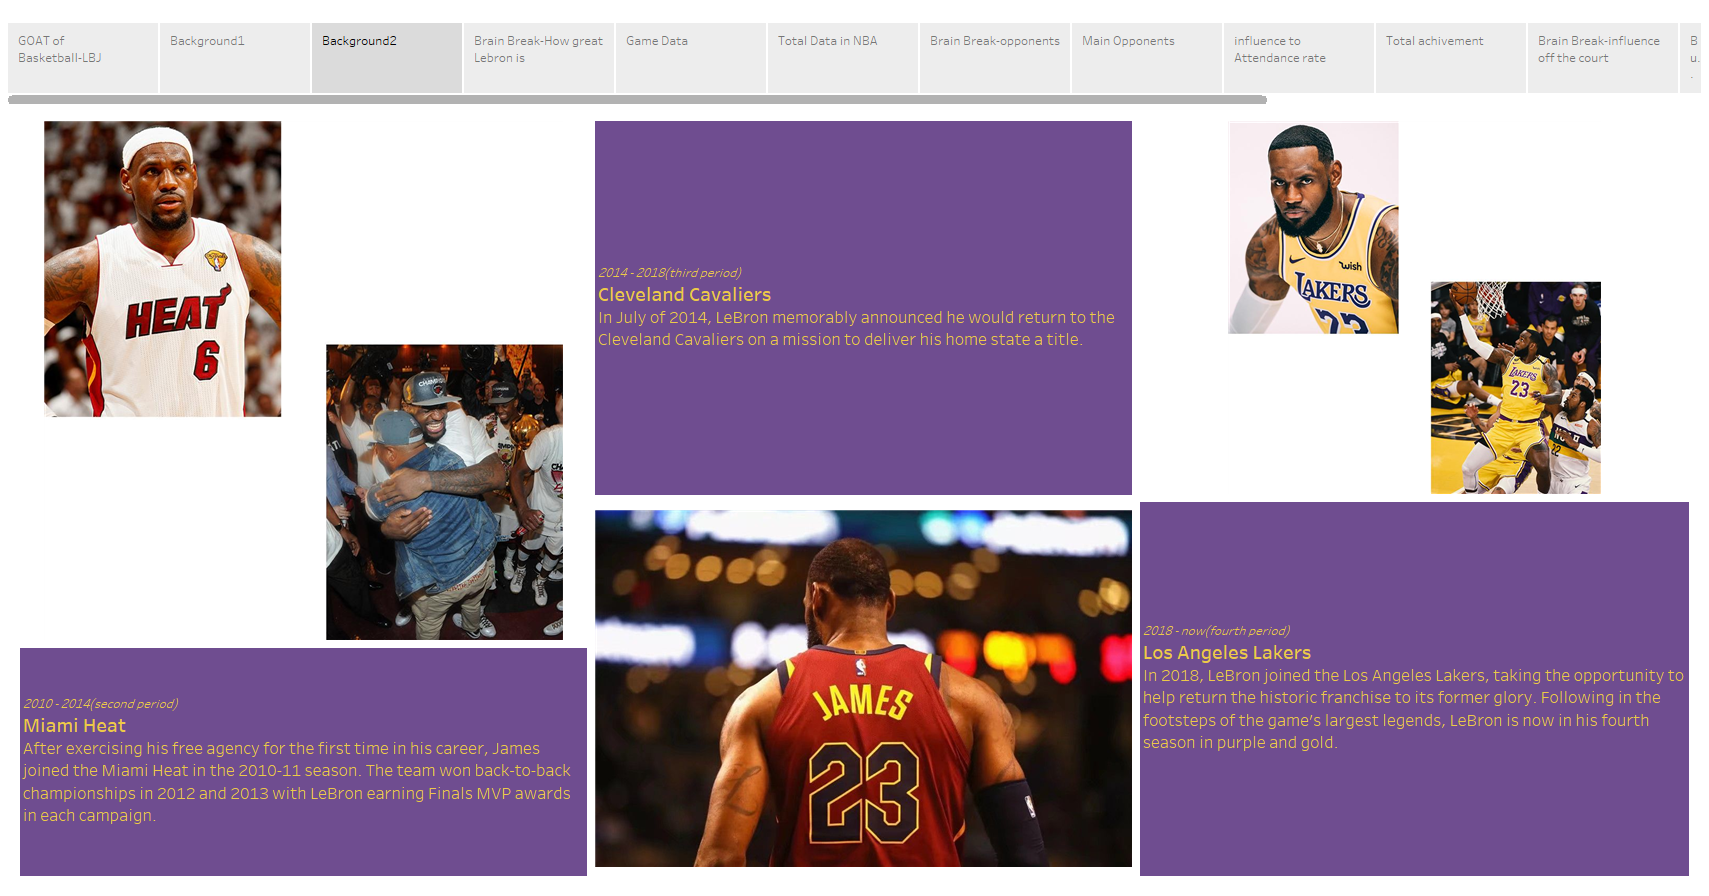 GOAT of
Basketball-LBJ
Background1
Background2
Brain Break-How great
Lebron is
Game Data
Total Data in NBA
Brain Break-opponents
Main Opponents
influence to
Attendance rate
Total achivement
Brain Break-influence
off the court
B
u..
.
HEAT
6
CHAMPIONS
2010 - 2014(second period)
Miami Heat
After exercising his free agency for the first time in his career, James
joined the Miami Heat in the 2010-11 season. The team won back-to-back
championships in 2012 and 2013 with LeBron earning Finals MVP awards
in each campaign.
2014 - 2018(third period)
Cleveland Cavaliers
In July of 2014, LeBron memorably announced he would return to the
Cleveland Cavaliers on a mission to deliver his home state a title.
JAMES
23
wish
LAKERS
23
LAKERS
23
22
2018 - now(fourth period)
Los Angeles Lakers
In 2018, LeBron joined the Los Angeles Lakers, taking the opportunity to
help return the historic franchise to its former glory. Following in the
footsteps of the game’s largest legends, LeBron is now in his fourth
season in purple and gold.